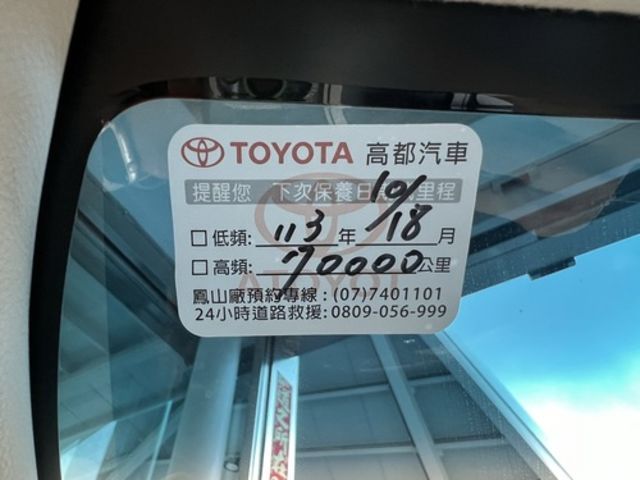 TOYOTA 高都汽車
提醒您 下次保養日期/里程
□低頻: 113 年 10/18 月
□高頻: 70000 公里
鳳山廠預約專線:(07)7401101
24小時道路救援:0809-056-999